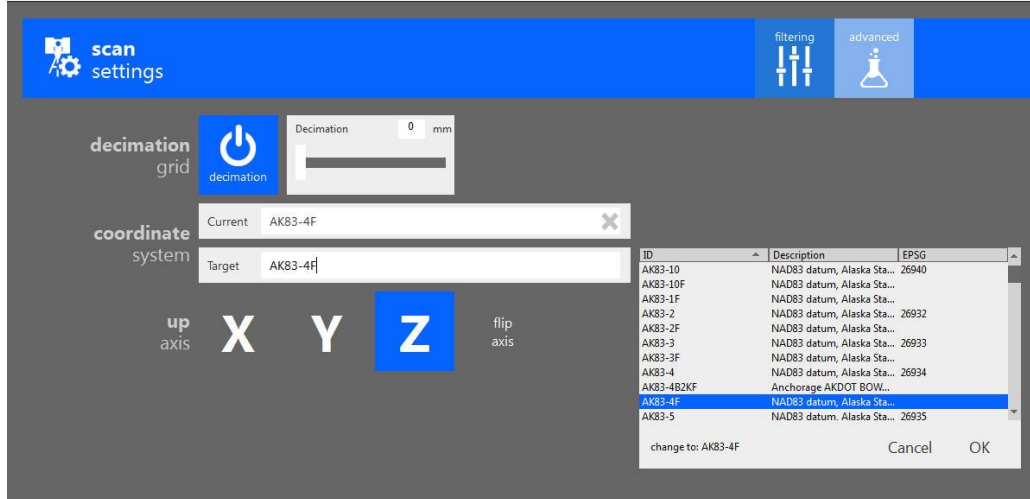 scan
settings
filtering
advanced
decimation
grid
decimation
Decimation 0 mm
coordinate
system
Current AK83-4F
Target AK83-4F
up
axis
X Y Z
flip
axis
ID Description EPSG
AK83-10 NAD83 datum, Alaska Sta... 26940
AK83-10F NAD83 datum, Alaska Sta...
AK83-1F NAD83 datum, Alaska Sta...
AK83-2 NAD83 datum, Alaska Sta... 26932
AK83-2F NAD83 datum, Alaska Sta...
AK83-3 NAD83 datum, Alaska Sta... 26933
AK83-3F NAD83 datum, Alaska Sta...
AK83-4 NAD83 datum, Alaska Sta... 26934
AK83-4B2KF Anchorage AKDOT BOW...
AK83-4F NAD83 datum, Alaska Sta...
AK83-5 NAD83 datum. Alaska Sta... 26935
change to: AK83-4F Cancel OK